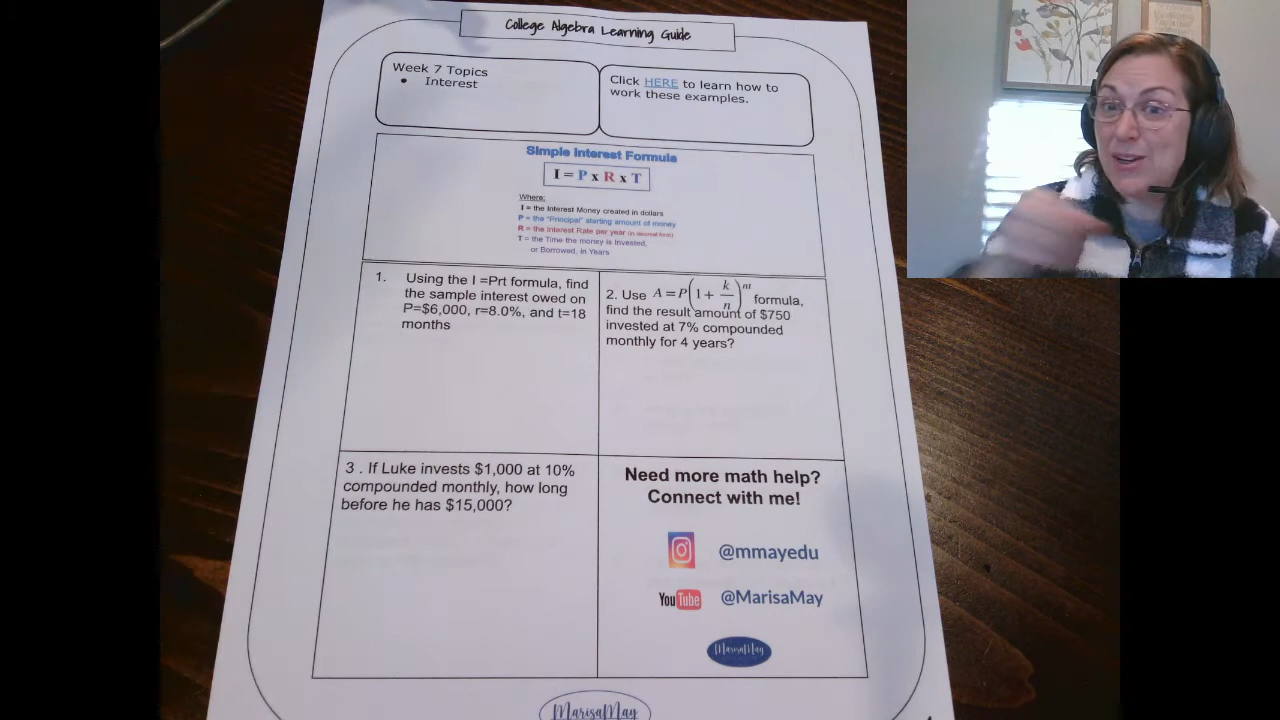 College Algebra Learning Guide
Week 7 Topics
• Interest
Click HERE to learn how to
work these examples.
Simple Interest Formula
I = P x R x T
Where:
I = the Interest Money created in dollars
P = the "Principal" starting amount of money
R = the Interest Rate per year (in decimal form)
T = the Time the money is Invested,
or Borrowed, in Years
1. Using the I =Prt formula, find
the sample interest owed on
P=$6,000, r=8.0%, and t=18
months
2. Use A = P(1 + k/n)^nt formula,
find the result amount of $750
invested at 7% compounded
monthly for 4 years?
3 . If Luke invests $1,000 at 10%
compounded monthly, how long
before he has $15,000?
Need more math help?
Connect with me!
@mmayedu
YouTube @MarisaMay
MarisaMay
MarisaMay